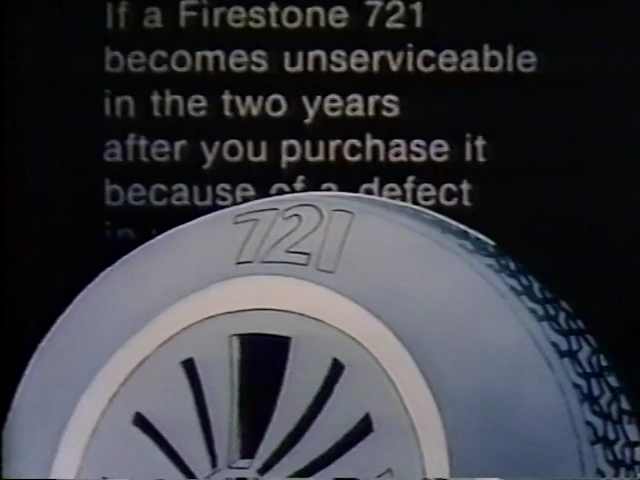 If a Firestone 721
becomes unserviceable
in the two years
after you purchase it
because of a defect
721